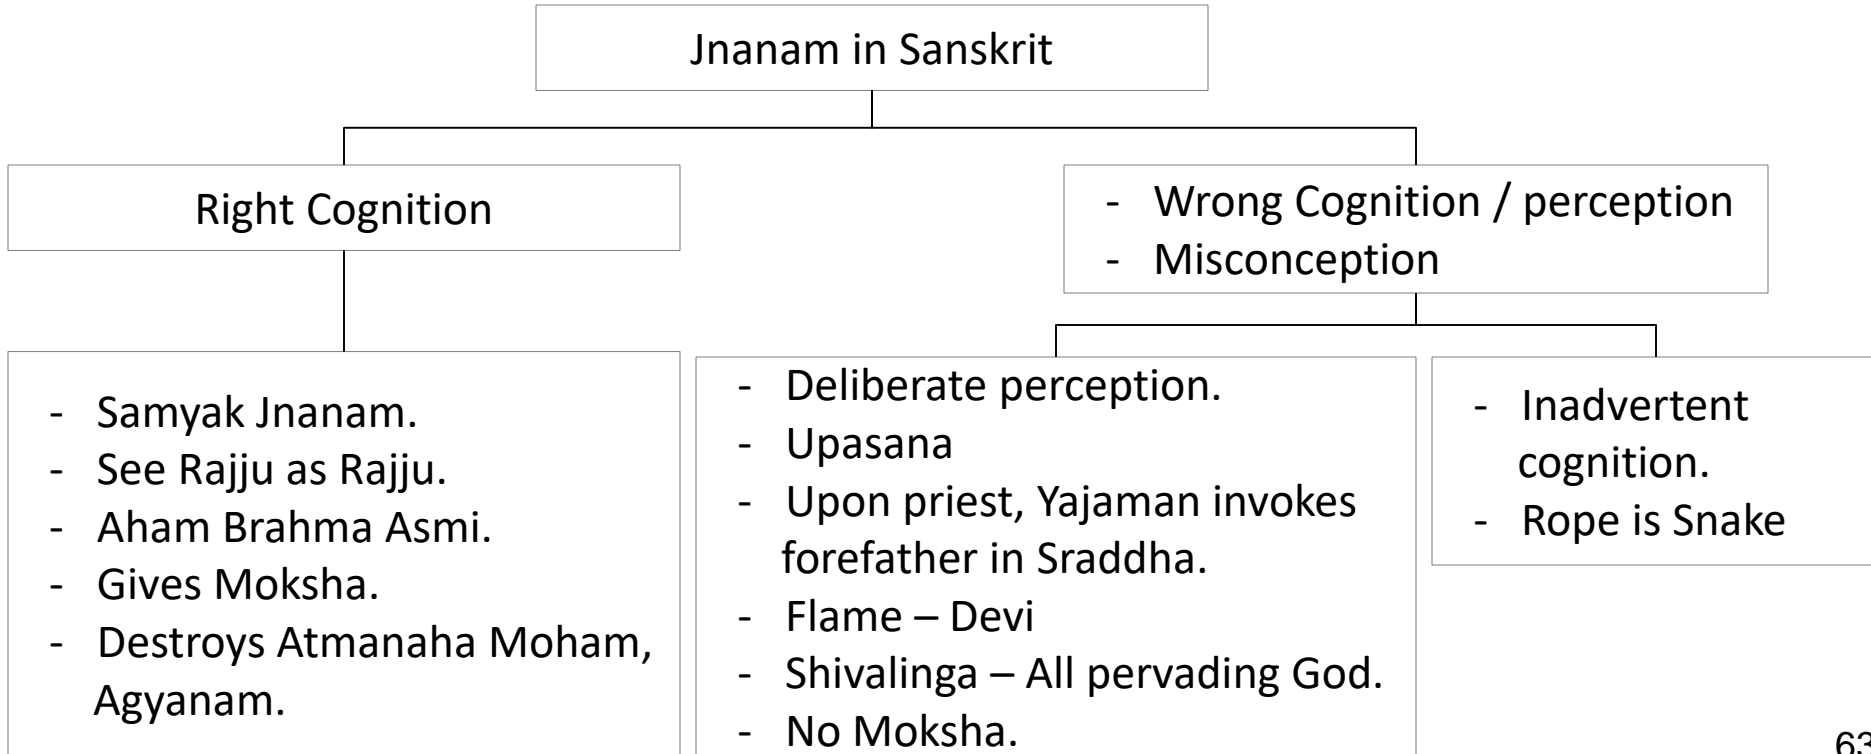 Jnanam in Sanskrit
Right Cognition
- Wrong Cognition / perception
- Misconception
- Samyak Jnanam.
- See Rajju as Rajju.
- Aham Brahma Asmi.
- Gives Moksha.
- Destroys Atmanaha Moham,
Agyanam.
- Deliberate perception.
- Upasana
- Upon priest, Yajaman invokes
forefather in Sraddha.
- Flame – Devi
- Shivalinga – All pervading God.
- No Moksha.
- Inadvertent
cognition.
- Rope is Snake
63